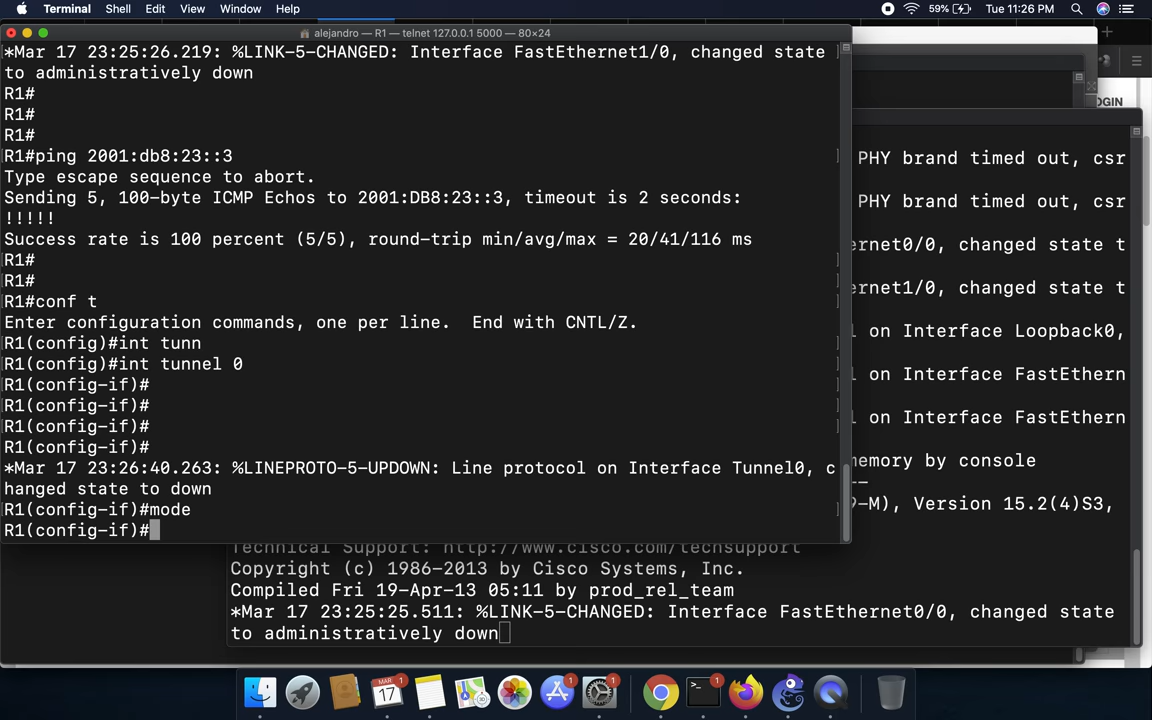 Terminal Shell Edit View Window Help 59% Tue 11:26 PM
alejandro — R1 — telnet 127.0.0.1 5000 — 80×24
*Mar 17 23:25:26.219: %LINK-5-CHANGED: Interface FastEthernet1/0, changed state
to administratively down
R1#
R1#
R1#
R1#ping 2001:db8:23::3
Type escape sequence to abort.
Sending 5, 100-byte ICMP Echos to 2001:DB8:23::3, timeout is 2 seconds:
!!!!!
Success rate is 100 percent (5/5), round-trip min/avg/max = 20/41/116 ms
R1#
R1#
R1#conf t
Enter configuration commands, one per line.  End with CNTL/Z.
R1(config)#int tunn
R1(config)#int tunnel 0
R1(config-if)#
R1(config-if)#
R1(config-if)#
R1(config-if)#
*Mar 17 23:26:40.263: %LINEPROTO-5-UPDOWN: Line protocol on Interface Tunnel0, c
hanged state to down
R1(config-if)#mode
R1(config-if)#
OGIN
PHY brand timed out, csr
PHY brand timed out, csr
ernet0/0, changed state t
ernet1/0, changed state t
l on Interface Loopback0,
l on Interface FastEthern
l on Interface FastEthern
memory by console
--
9-M), Version 15.2(4)S3,
Technical Support: http://www.cisco.com/techsupport
Copyright (c) 1986-2013 by Cisco Systems, Inc.
Compiled Fri 19-Apr-13 05:11 by prod_rel_team
*Mar 17 23:25:25.511: %LINK-5-CHANGED: Interface FastEthernet0/0, changed state
to administratively down
MAR
17
1
1
1
1